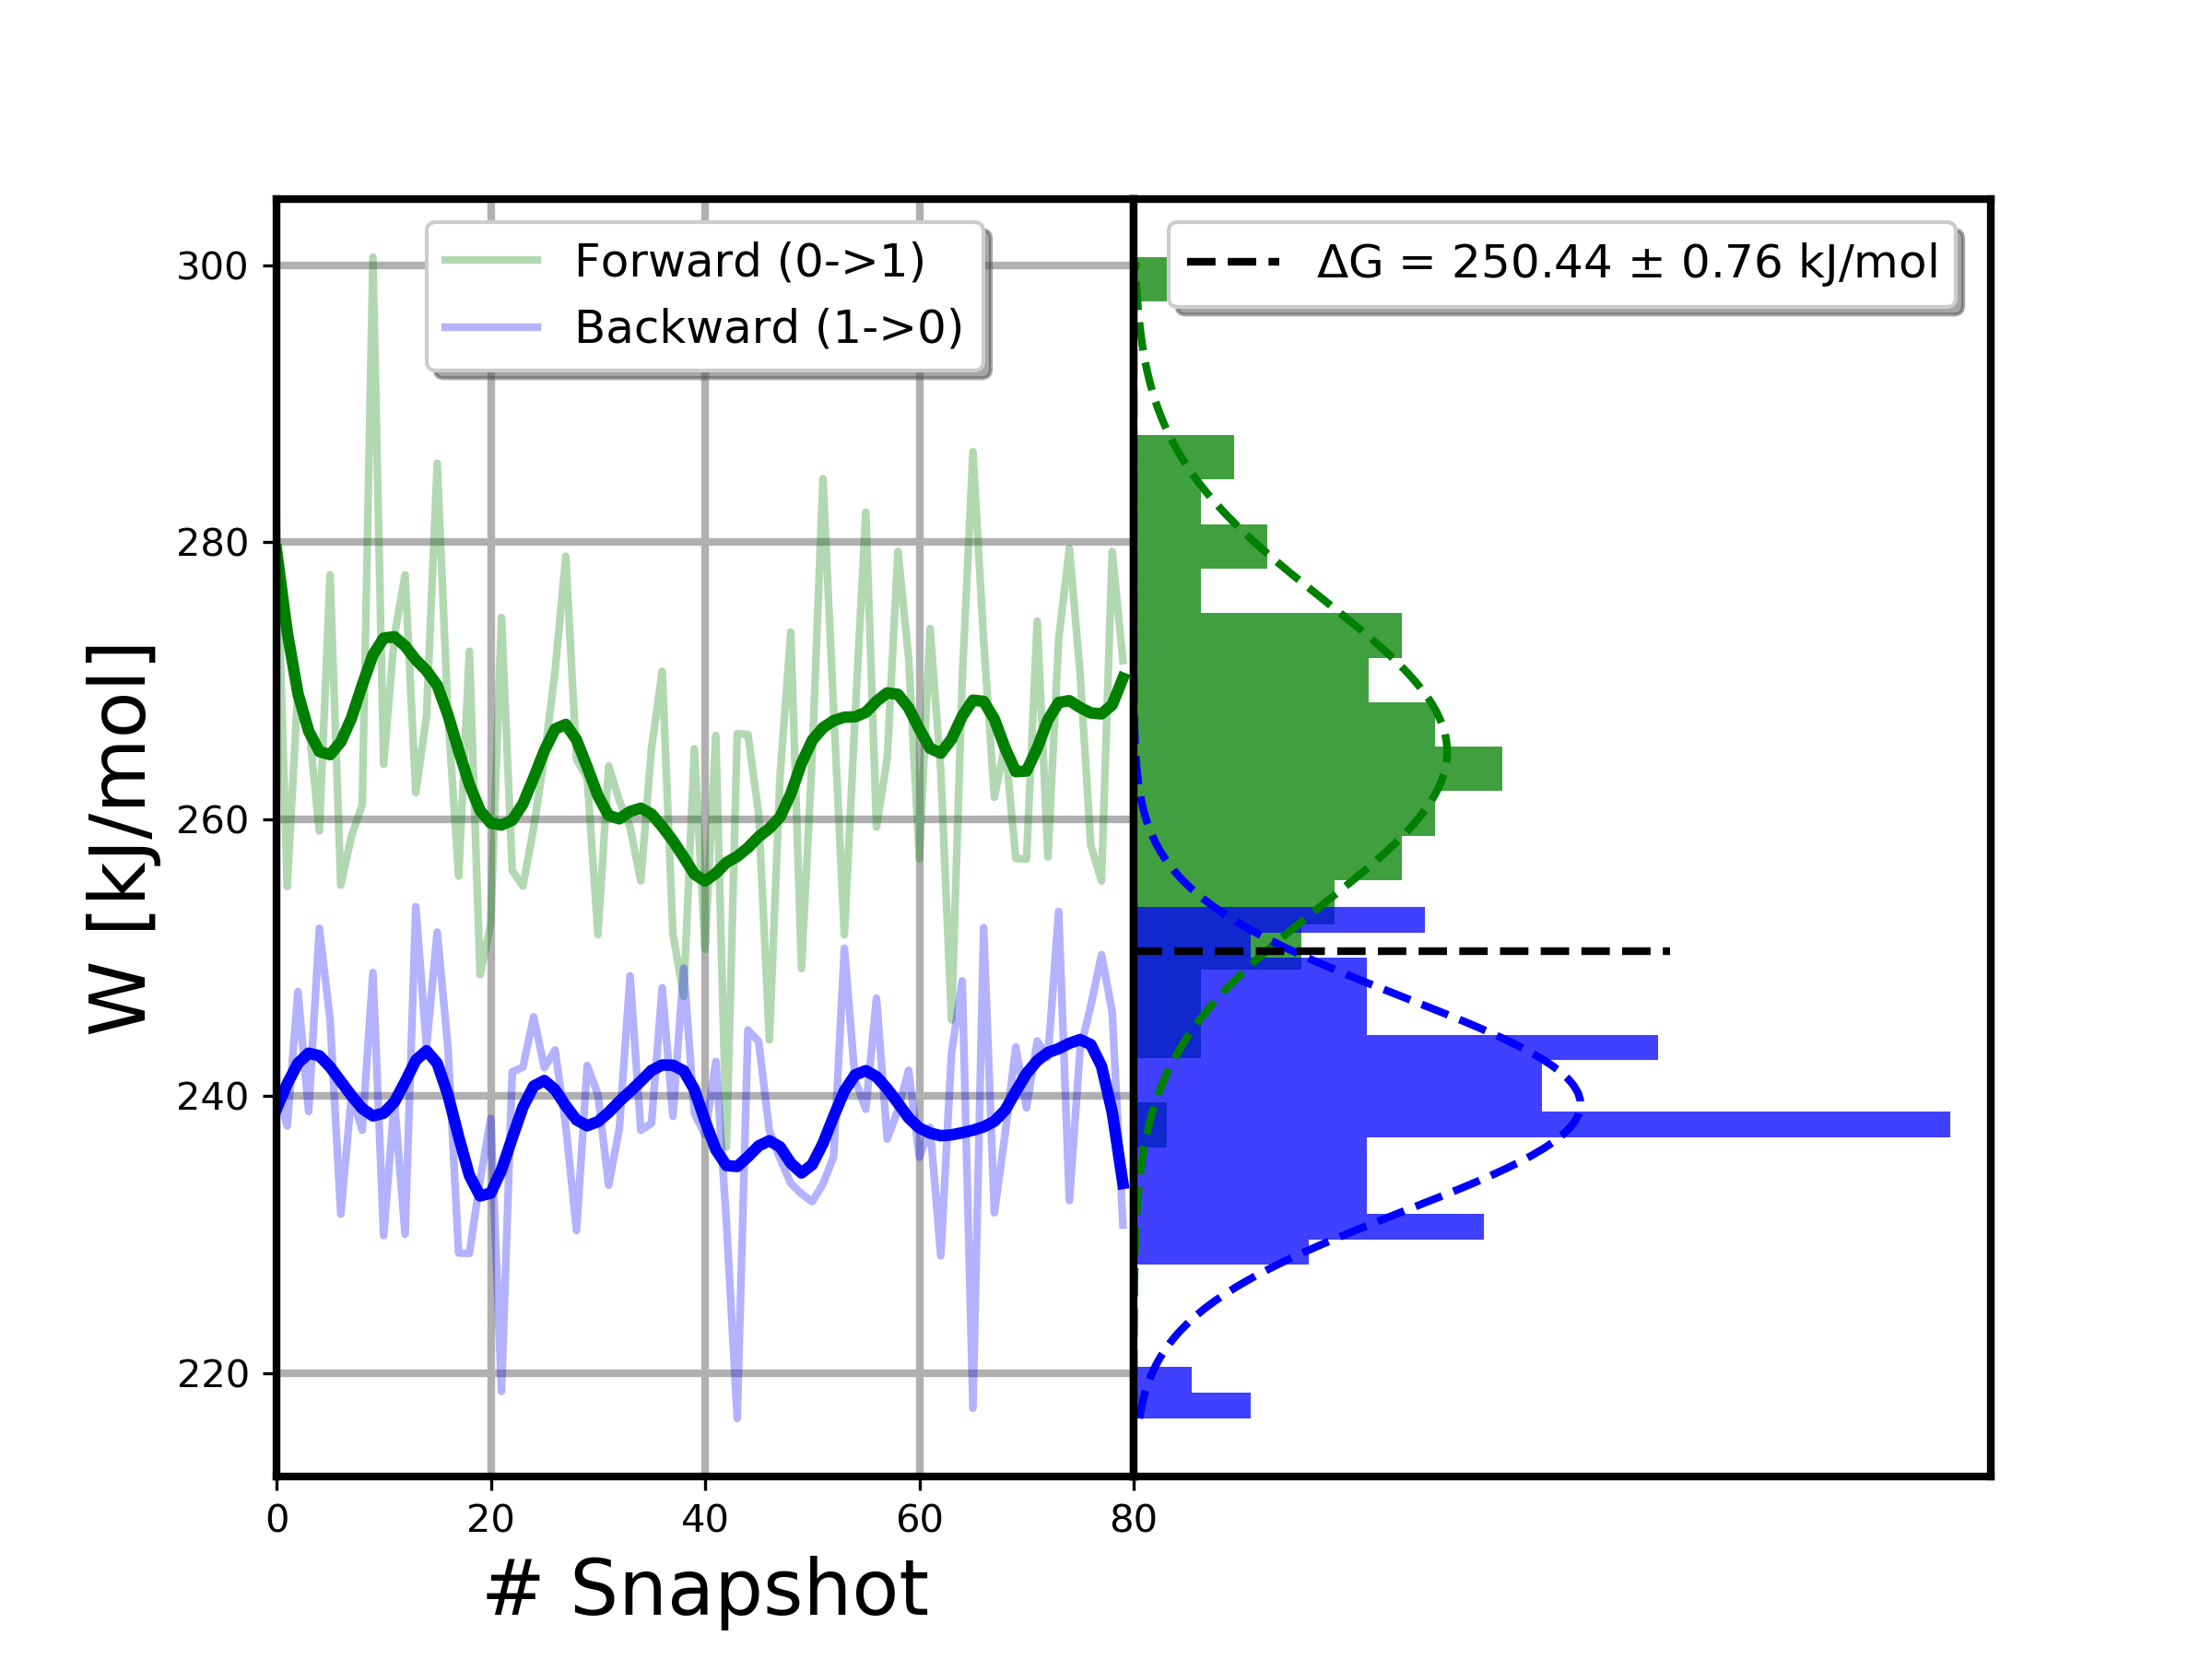 Forward (0->1)
Backward (1->0)
ΔG = 250.44 ± 0.76 kJ/mol
300
280
260
240
220
W [kJ/mol]
0 20 40 60 80
# Snapshot